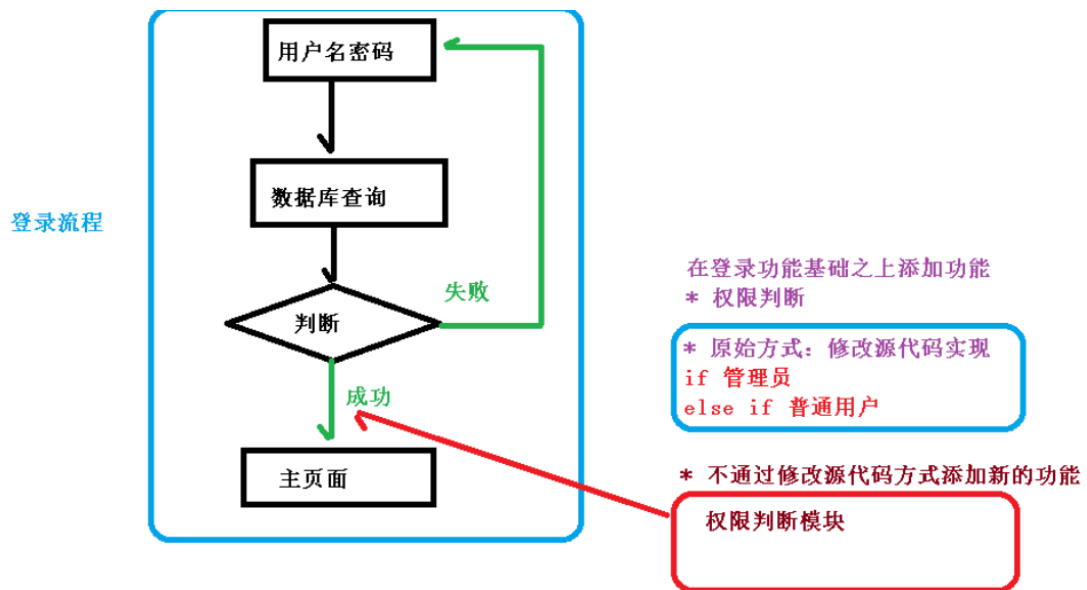 用户名密码
数据库查询
登录流程
失败
判断
成功
主页面
在登录功能基础之上添加功能
* 权限判断
* 原始方式：修改源代码实现
if 管理员
else if 普通用户
* 不通过修改源代码方式添加新的功能
权限判断模块